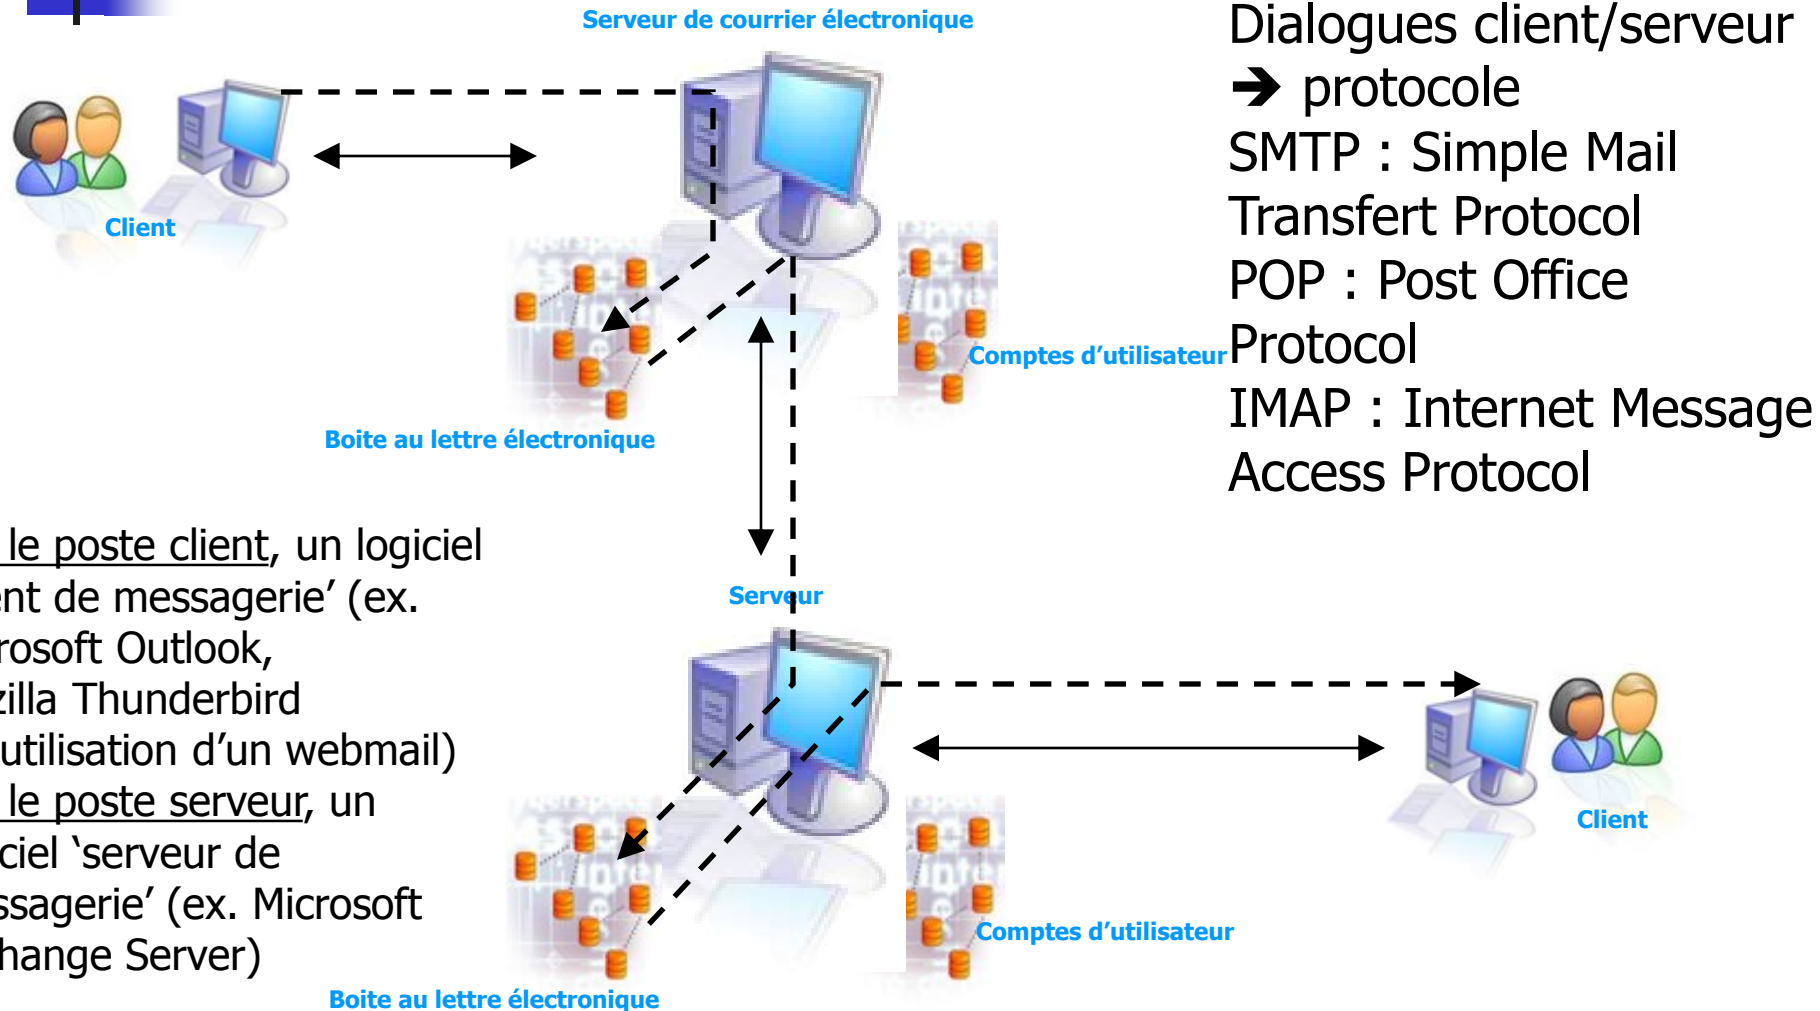 Serveur de courrier électronique
Dialogues client/serveur
➔ protocole
SMTP : Simple Mail
Transfert Protocol
POP : Post Office
Protocol
IMAP : Internet Message
Access Protocol
Client
Comptes d’utilisateur
Boite au lettre électronique
le poste client, un logiciel
ent de messagerie’ (ex.
rosoft Outlook,
zilla Thunderbird
utilisation d’un webmail)
le poste serveur, un
ciel ‘serveur de
ssagerie’ (ex. Microsoft
hange Server)
Serveur
Client
Comptes d’utilisateur
Boite au lettre électronique